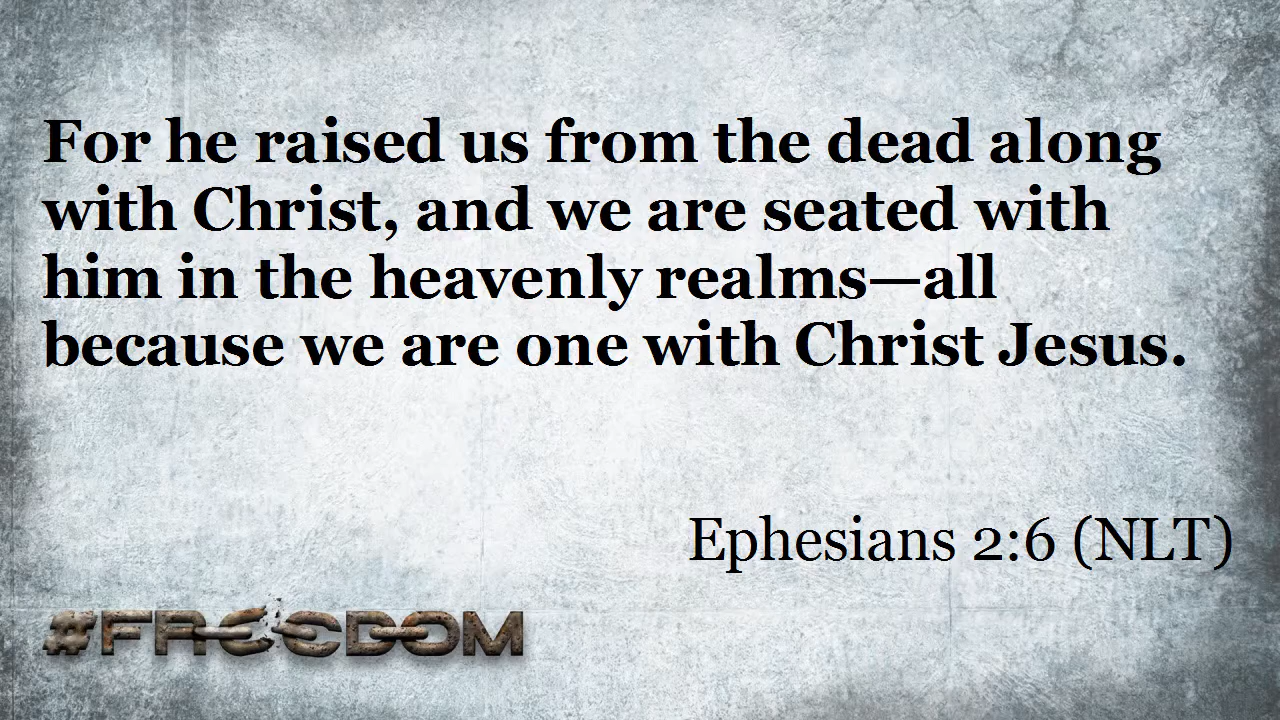 For he raised us from the dead along
with Christ, and we are seated with
him in the heavenly realms—all
because we are one with Christ Jesus.
Ephesians 2:6 (NLT)
#FREEDOM